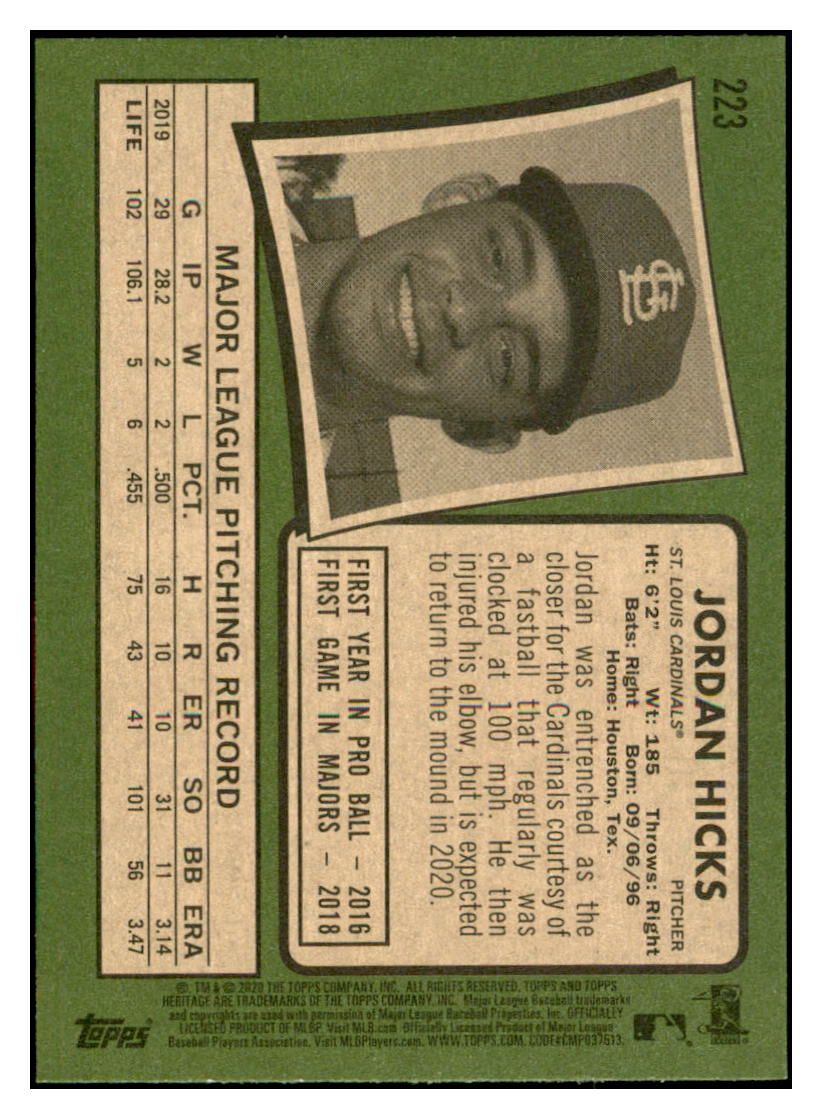 223
JORDAN HICKS
ST. LOUIS CARDINALS® PITCHER
Ht: 6'2" Wt: 185 Throws: Right
Bats: Right Born: 09/06/96
Home: Houston, Tex.
Jordan was entrenched as the
closer for the Cardinals courtesy of
a fastball that regularly was
clocked at 100 mph. He then
injured his elbow, but is expected
to return to the mound in 2020.
FIRST YEAR IN PRO BALL – 2016
FIRST GAME IN MAJORS – 2018
MAJOR LEAGUE PITCHING RECORD
G IP W L PCT. H R ER SO BB ERA
2019 29 28.2 2 2 .500 16 10 10 31 11 3.14
LIFE 102 106.1 5 6 .455 75 43 41 101 56 3.47
®, TM & © 2020 THE TOPPS COMPANY, INC. ALL RIGHTS RESERVED. TOPPS AND TOPPS
HERITAGE ARE TRADEMARKS OF THE TOPPS COMPANY, INC. Major League Baseball trademarks
and copyrights are used with permission of Major League Baseball Properties, Inc. OFFICIALLY
LICENSED PRODUCT OF MLBP. Visit MLB.com Officially Licensed Product of Major League
Baseball Players Association. Visit MLBPlayers.com. WWW.TOPPS.COM. CODE#CMP037613.
topps